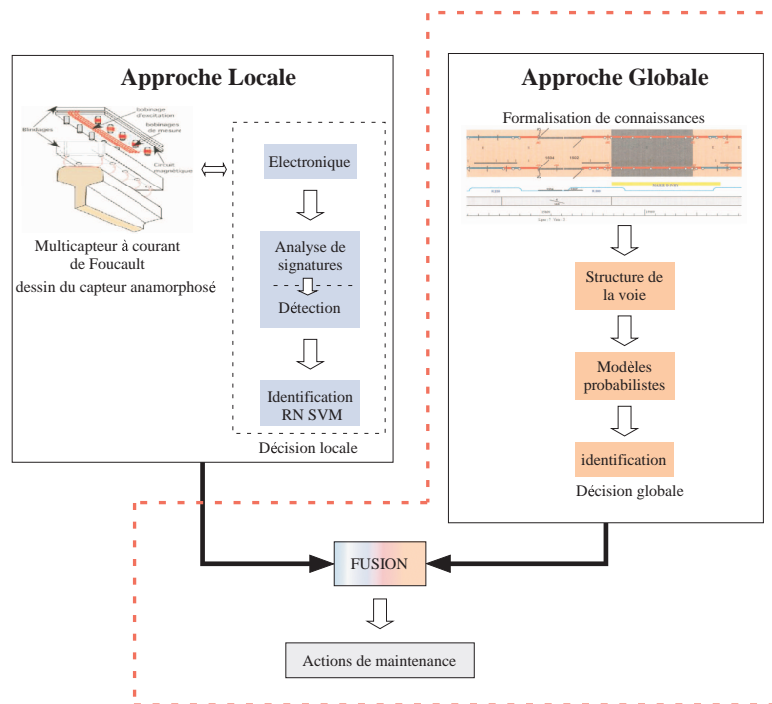 Approche Locale
bobinage
d'excitation
Blindages
bobinages
de mesure
Circuit
magnétique
Multicapteur à courant
de Foucault
dessin du capteur anamorphosé
Electronique
Analyse de
signatures
Détection
Identification
RN SVM
Décision locale
Approche Globale
Formalisation de connaissances
Structure de
la voie
Modèles
probabilistes
identification
Décision globale
FUSION
Actions de maintenance